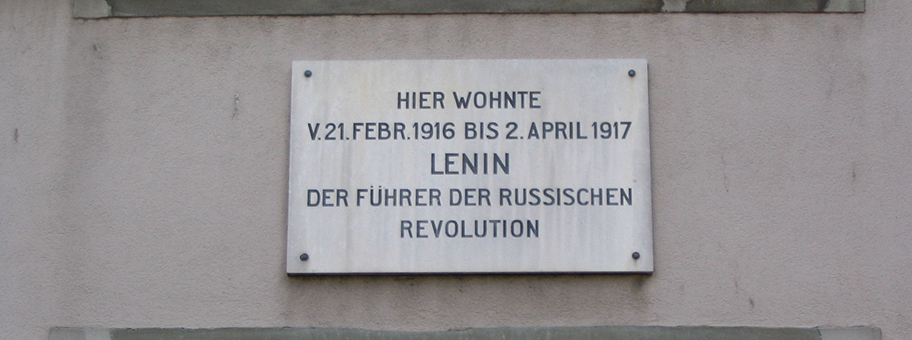 HIER WOHNTE
V. 21. FEBR. 1916 BIS 2. APRIL 1917
LENIN
DER FÜHRER DER RUSSISCHEN
REVOLUTION